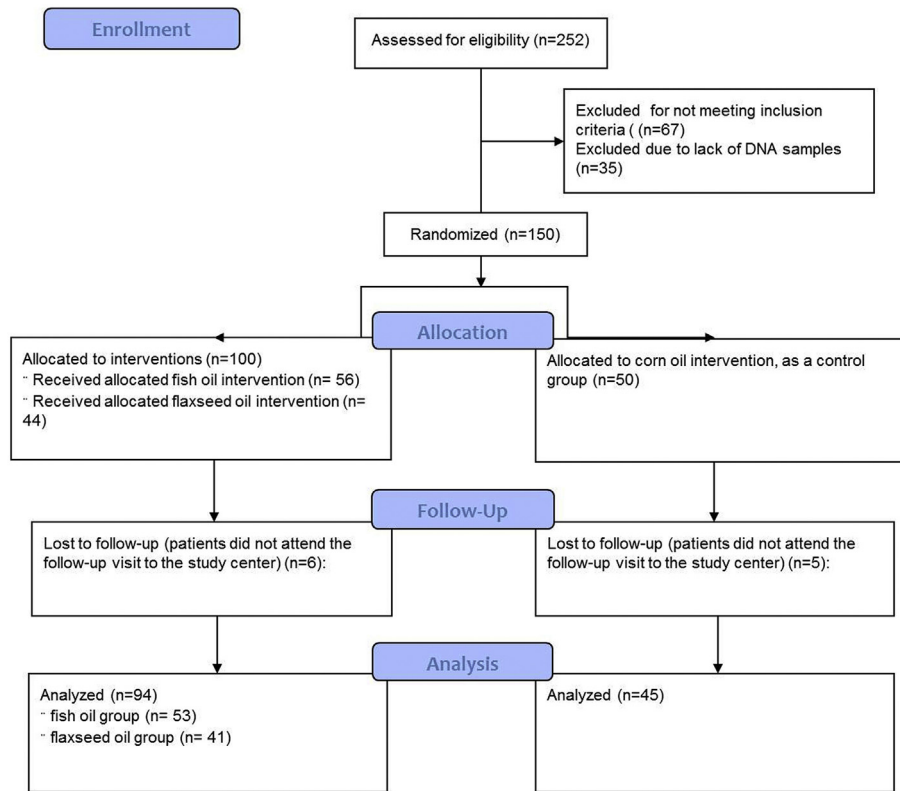 Enrollment
Assessed for eligibility (n=252)
Excluded for not meeting inclusion
criteria ( (n=67)
Excluded due to lack of DNA samples
(n=35)
Randomized (n=150)
Allocation
Allocated to interventions (n=100)
¨ Received allocated fish oil intervention (n= 56)
¨ Received allocated flaxseed oil intervention (n=
44)
Allocated to corn oil intervention, as a control
group (n=50)
Follow-Up
Lost to follow-up (patients did not attend the
follow-up visit to the study center) (n=6):
Lost to follow-up (patients did not attend the
follow-up visit to the study center) (n=5):
Analysis
Analyzed (n=94)
¨ fish oil group (n= 53)
¨ flaxseed oil group (n= 41)
Analyzed (n=45)